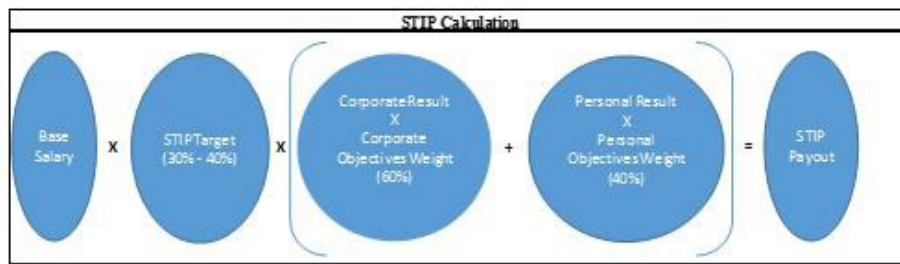 STIP Calculation
Base
Salary
X
STIP Target
(30% - 40%)
X
Corporate Result
X
Corporate
Objectives Weight
(60%)
+
Personal Result
X
Personal
Objectives Weight
(40%)
=
STIP
Payout